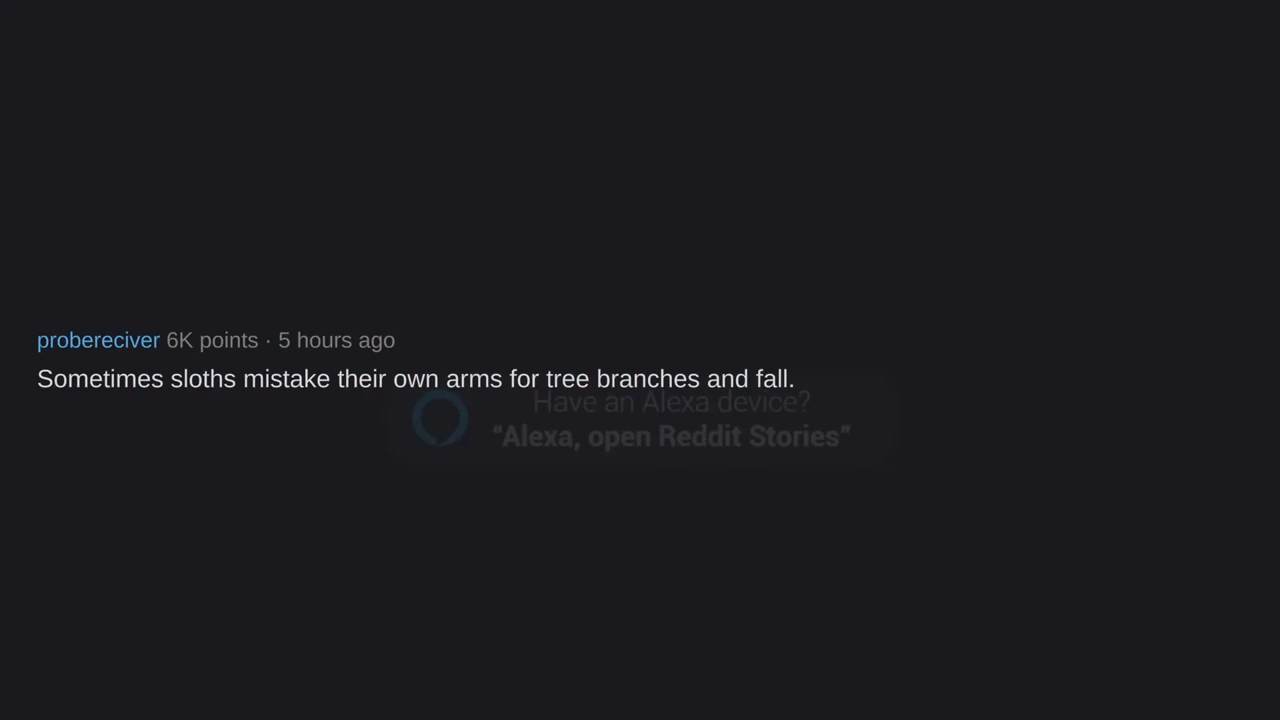 probereciver 6K points · 5 hours ago
Sometimes sloths mistake their own arms for tree branches and fall.
Have an Alexa device?
“Alexa, open Reddit Stories”